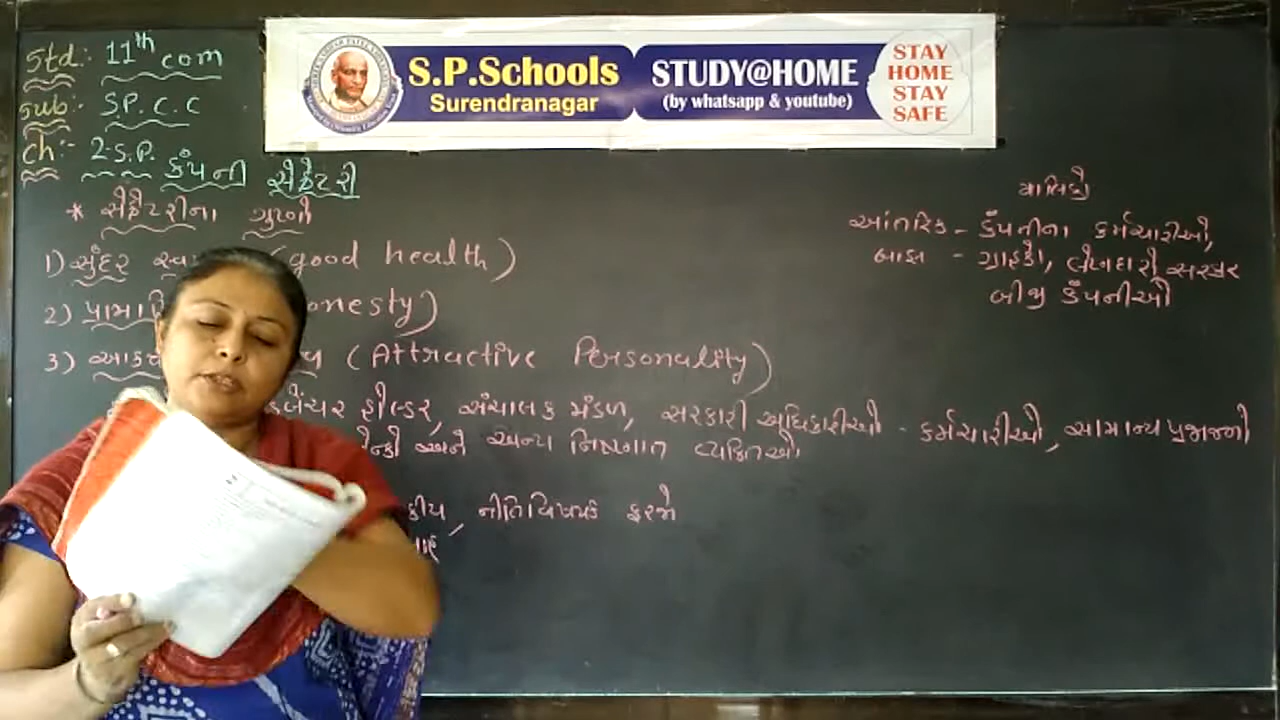 Std:- 11th com
S.P.Schools
Surendranagar
STUDY@HOME
(by whatsapp & youtube)
STAY
HOME
STAY
SAFE
sub:- S.P.C.C
ch:- 2 S.P. કંપની સેક્રેટરી
* સેક્રેટરીના ગુણો
1) સુંદર (good health)
2) onesty)
3) (Attractive Personality)
ડિબેંચર હોલ્ડર, સંચાલક મંડળ, સરકારી અધિકારીઓ - કર્મચારીઓ, સામાન્ય પ્રજાજનો
અને અન્ય નિષ્ણાત વ્યક્તિઓ
કીય, નીતિવિષયક ફરજો
માલિકો
આંતરિક - કંપનીના કર્મચારીઓ,
બાહ્ય - ગ્રાહકો, લેણદારો, સરકાર
બીજી કંપનીઓ